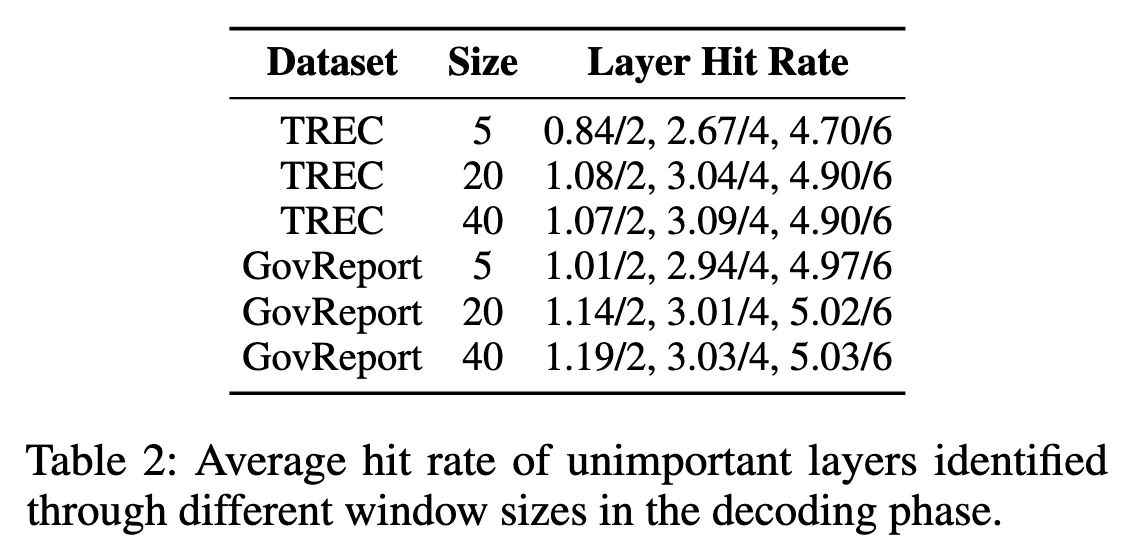 Dataset Size Layer Hit Rate
TREC 5 0.84/2, 2.67/4, 4.70/6
TREC 20 1.08/2, 3.04/4, 4.90/6
TREC 40 1.07/2, 3.09/4, 4.90/6
GovReport 5 1.01/2, 2.94/4, 4.97/6
GovReport 20 1.14/2, 3.01/4, 5.02/6
GovReport 40 1.19/2, 3.03/4, 5.03/6
Table 2: Average hit rate of unimportant layers identified
through different window sizes in the decoding phase.